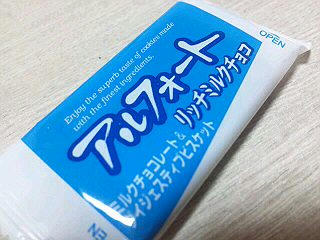 OPEN
Enjoy the superb taste of cookies made
with the finest ingredients.
アルフォート
リッチミルクチョコ
ミルクチョコレート&
イジェスティブビスケット